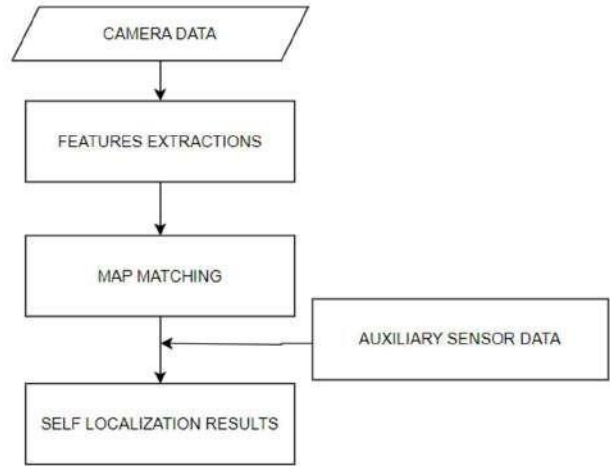 CAMERA DATA
FEATURES EXTRACTIONS
MAP MATCHING
AUXILIARY SENSOR DATA
SELF LOCALIZATION RESULTS